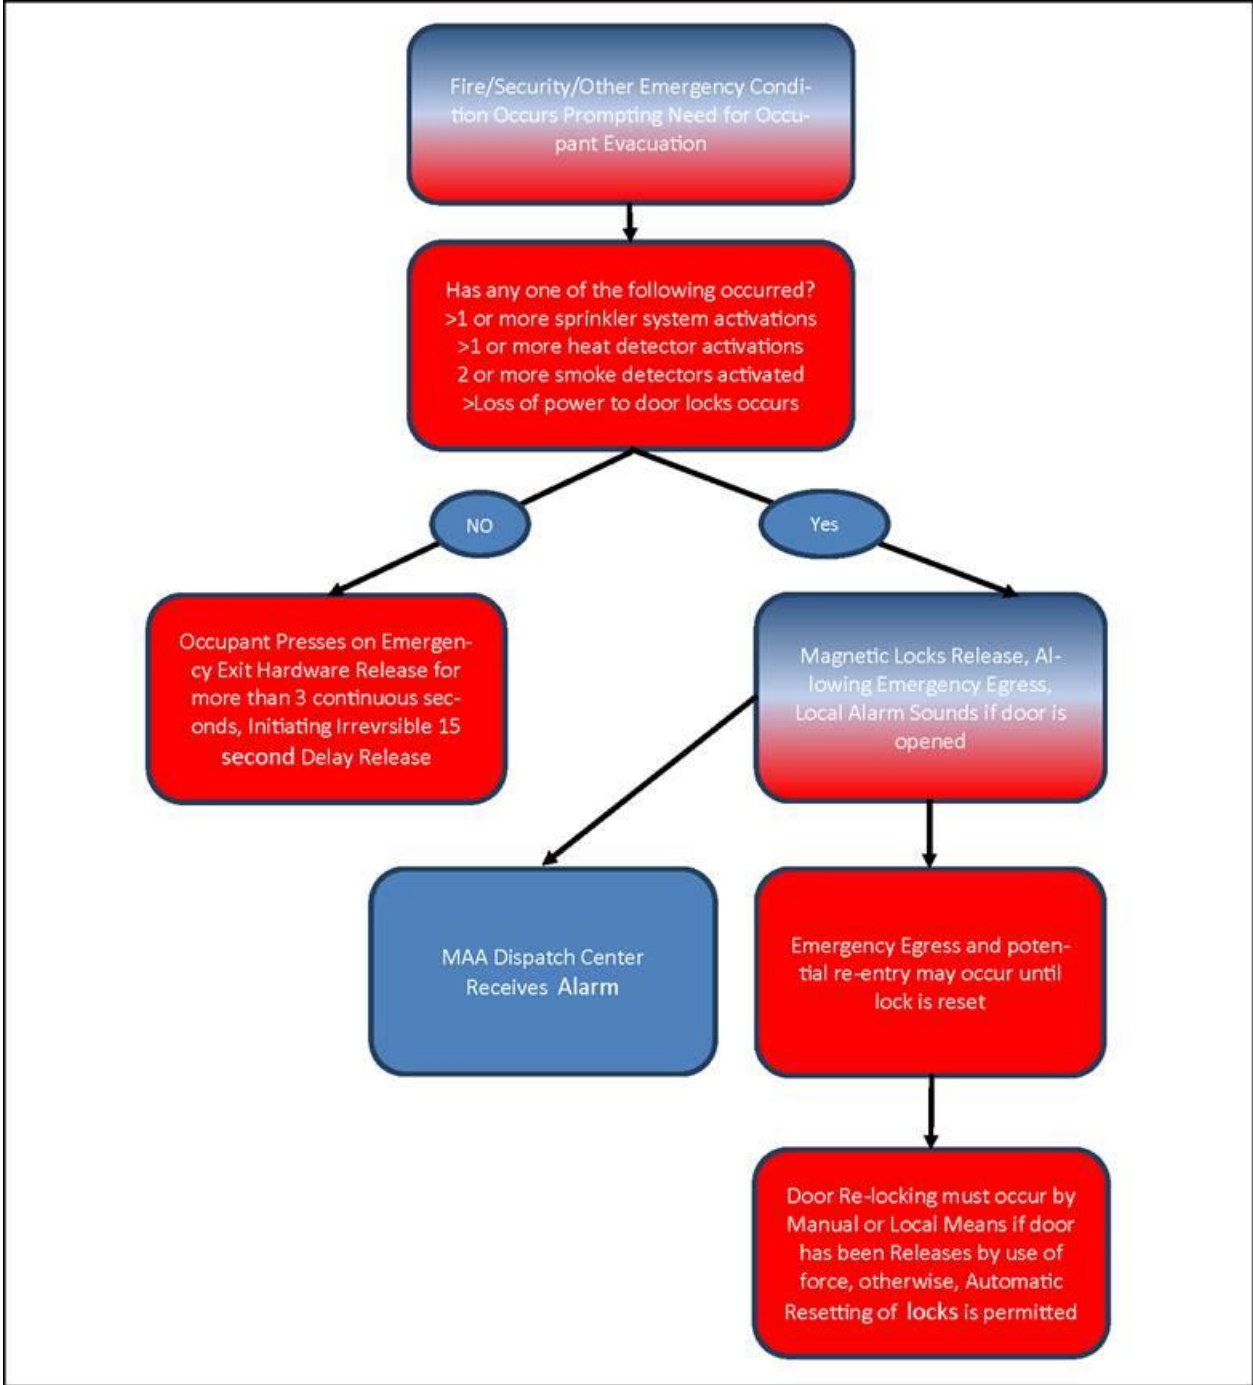 Fire/Security/Other Emergency Condi-
tion Occurs Prompting Need for Occu-
pant Evacuation
Has any one of the following occurred?
>1 or more sprinkler system activations
>1 or more heat detector activations
2 or more smoke detectors activated
>Loss of power to door locks occurs
NO
Yes
Occupant Presses on Emergen-
cy Exit Hardware Release for
more than 3 continuous sec-
onds, Initiating Irrevrsible 15
second Delay Release
Magnetic Locks Release, Al-
lowing Emergency Egress,
Local Alarm Sounds if door is
opened
MAA Dispatch Center
Receives Alarm
Emergency Egress and poten-
tial re-entry may occur until
lock is reset
Door Re-locking must occur by
Manual or Local Means if door
has been Releases by use of
force, otherwise, Automatic
Resetting of locks is permitted